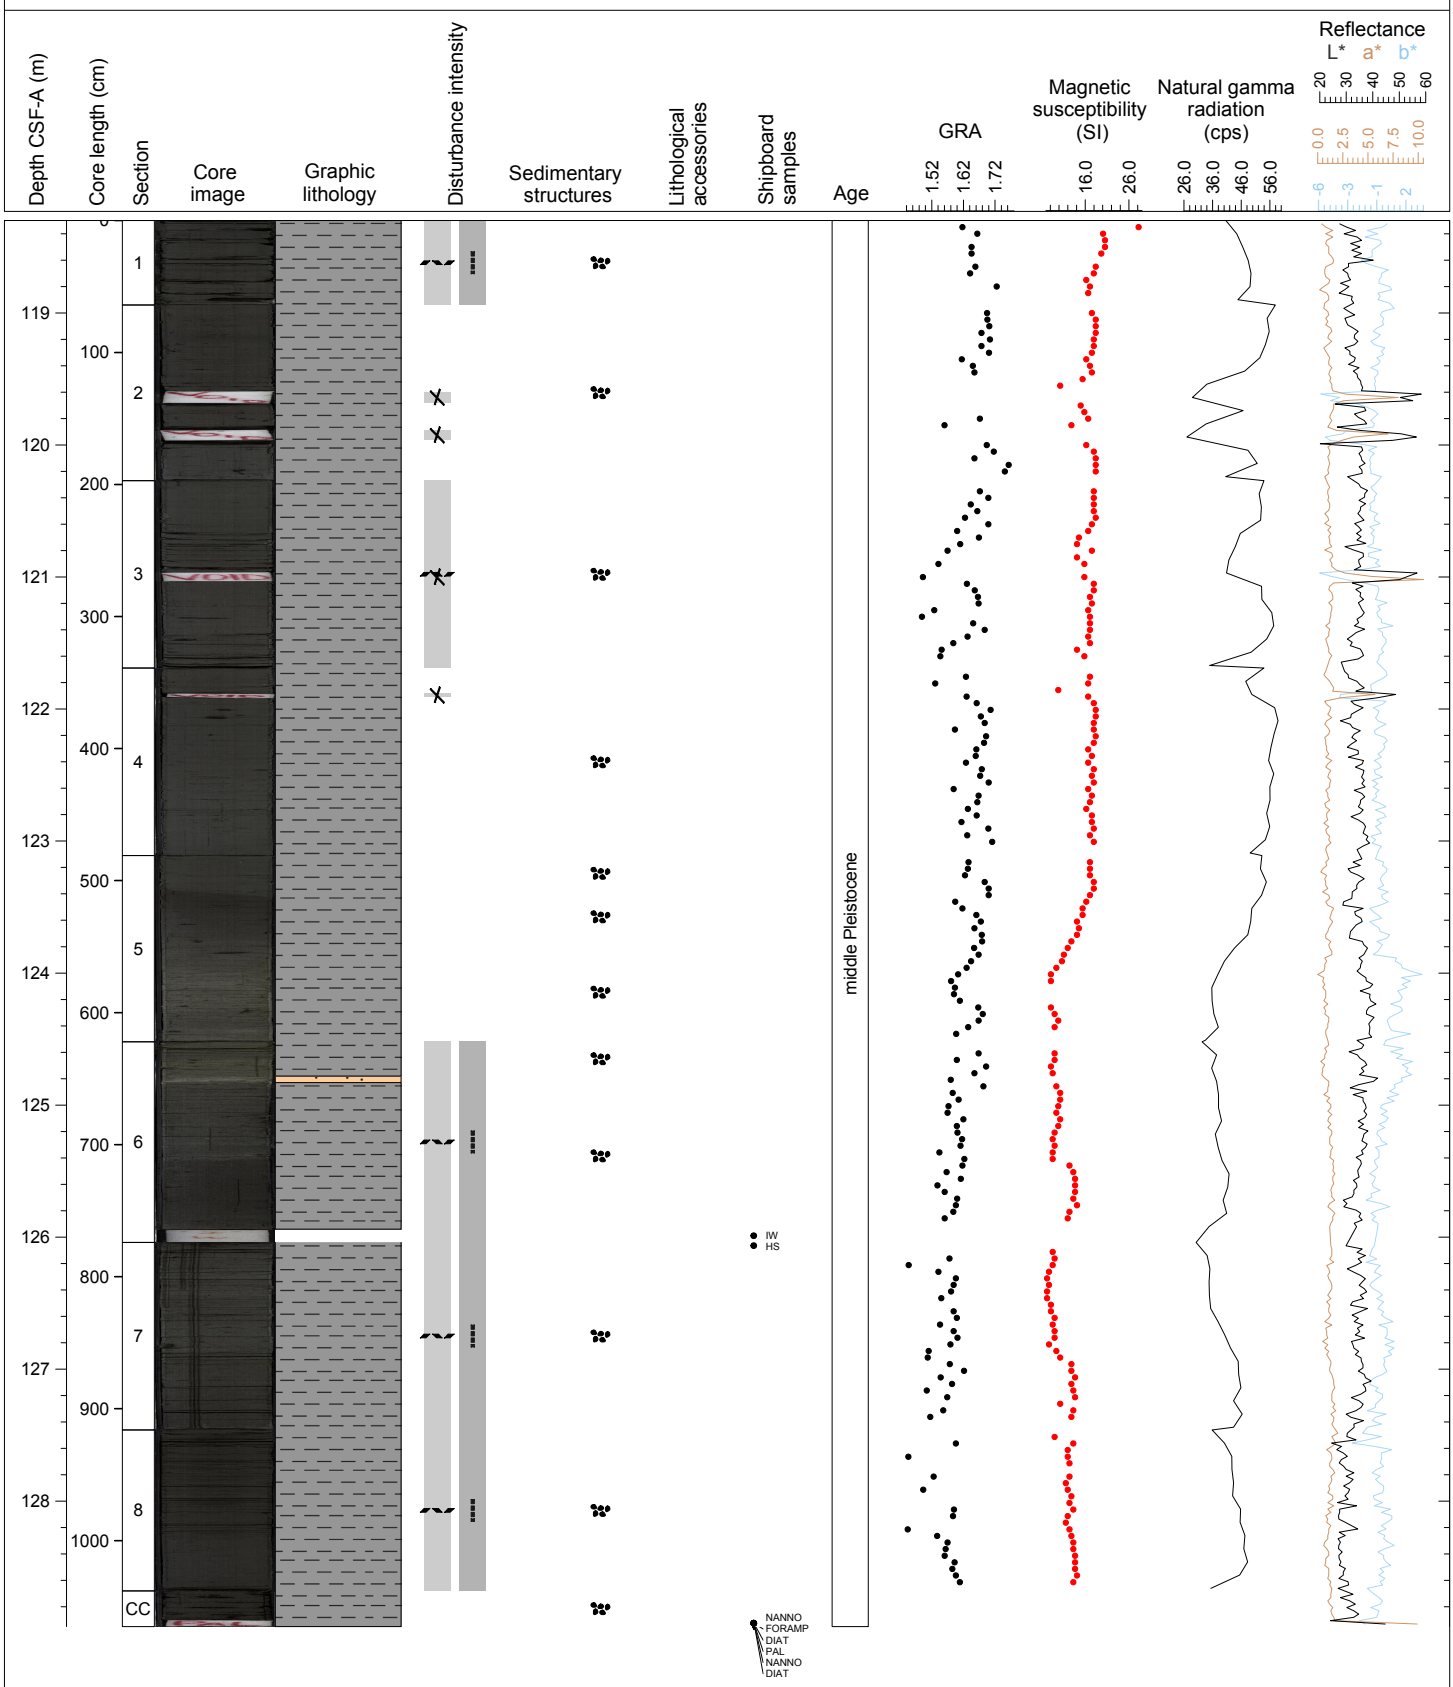 Depth CSF-A (m)
Core length (cm)
Section
Core image
Graphic lithology
Disturbance intensity
Sedimentary structures
Lithological accessories
Shipboard samples
Age
GRA
1.52 1.62 1.72
Magnetic susceptibility (SI)
16.0 26.0
Natural gamma radiation (cps)
26.0 36.0 46.0 56.0
Reflectance
L* a* b*
20 30 40 50 60
0.0 2.5 5.0 7.5 10.0
-6 -3 -1 2
0
1
119
100
2
120
200
3
VOID
121
300
122
400
4
123
500
middle Pleistocene
5
124
600
125
700
6
126
IW
HS
800
7
127
900
128
8
1000
CC
NANNO
FORAMP
DIAT
PAL
NANNO
DIAT